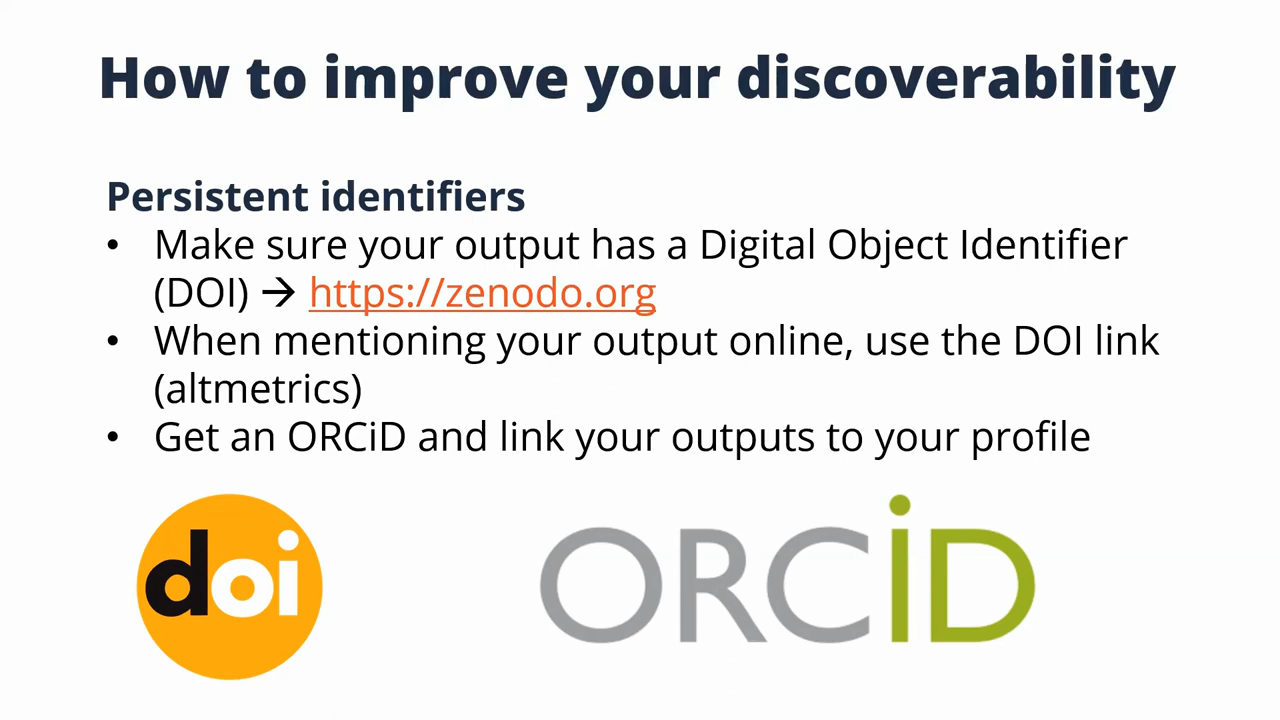 How to improve your discoverability
Persistent identifiers
• Make sure your output has a Digital Object Identifier
(DOI) → https://zenodo.org
• When mentioning your output online, use the DOI link
(altmetrics)
• Get an ORCiD and link your outputs to your profile
doi
ORCiD